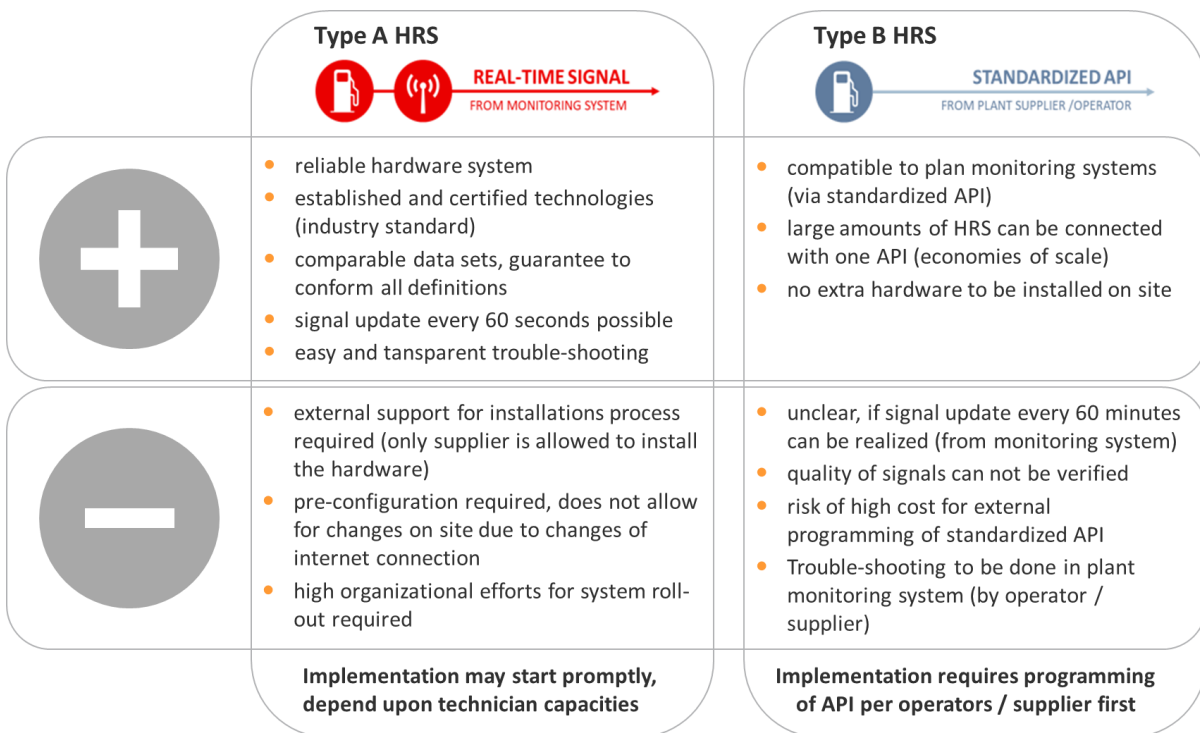 Type A HRS
REAL-TIME SIGNAL
FROM MONITORING SYSTEM
Type B HRS
STANDARDIZED API
FROM PLANT SUPPLIER /OPERATOR
• reliable hardware system
• established and certified technologies
(industry standard)
• comparable data sets, guarantee to
conform all definitions
• signal update every 60 seconds possible
• easy and tansparent trouble-shooting
• compatible to plan monitoring systems
(via standardized API)
• large amounts of HRS can be connected
with one API (economies of scale)
• no extra hardware to be installed on site
• external support for installations process
required (only supplier is allowed to install
the hardware)
• pre-configuration required, does not allow
for changes on site due to changes of
internet connection
• high organizational efforts for system roll-
out required
• unclear, if signal update every 60 minutes
can be realized (from monitoring system)
• quality of signals can not be verified
• risk of high cost for external
programming of standardized API
• Trouble-shooting to be done in plant
monitoring system (by operator /
supplier)
Implementation may start promptly,
depend upon technician capacities
Implementation requires programming
of API per operators / supplier first